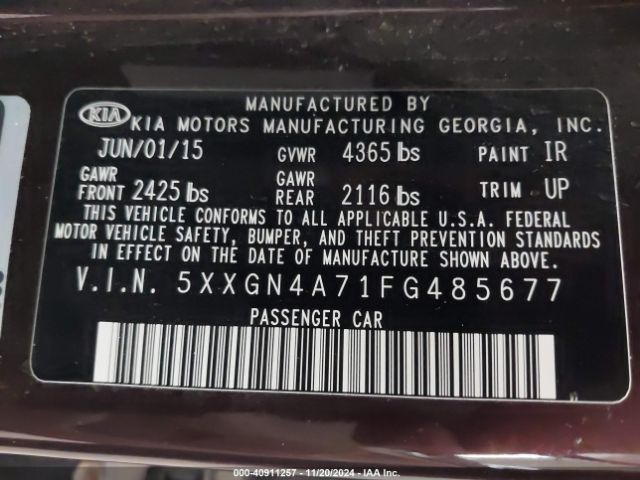 MANUFACTURED BY
KIA KIA MOTORS MANUFACTURING GEORGIA, INC.
JUN/01/15 GVWR 4365 lbs PAINT IR
GAWR FRONT 2425 lbs GAWR REAR 2116 lbs TRIM UP
THIS VEHICLE CONFORMS TO ALL APPLICABLE U.S.A. FEDERAL
MOTOR VEHICLE SAFETY, BUMPER, AND THEFT PREVENTION STANDARDS
IN EFFECT ON THE DATE OF MANUFACTURE SHOWN ABOVE.
V.I.N. 5XXGN4A71FG485677
PASSENGER CAR
00-40911257 - 11/20/2024 - IAA Inc.